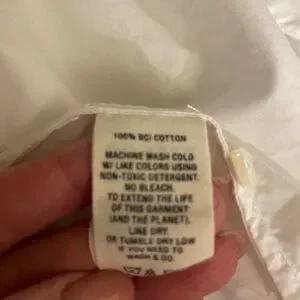 100% BCI COTTON
MACHINE WASH COLD
W/ LIKE COLORS USING
NON-TOXIC DETERGENT.
NO BLEACH.
TO EXTEND THE LIFE
OF THIS GARMENT
(AND THE PLANET),
LINE DRY.
OR TUMBLE DRY LOW
IF YOU NEED TO
WASH & GO.